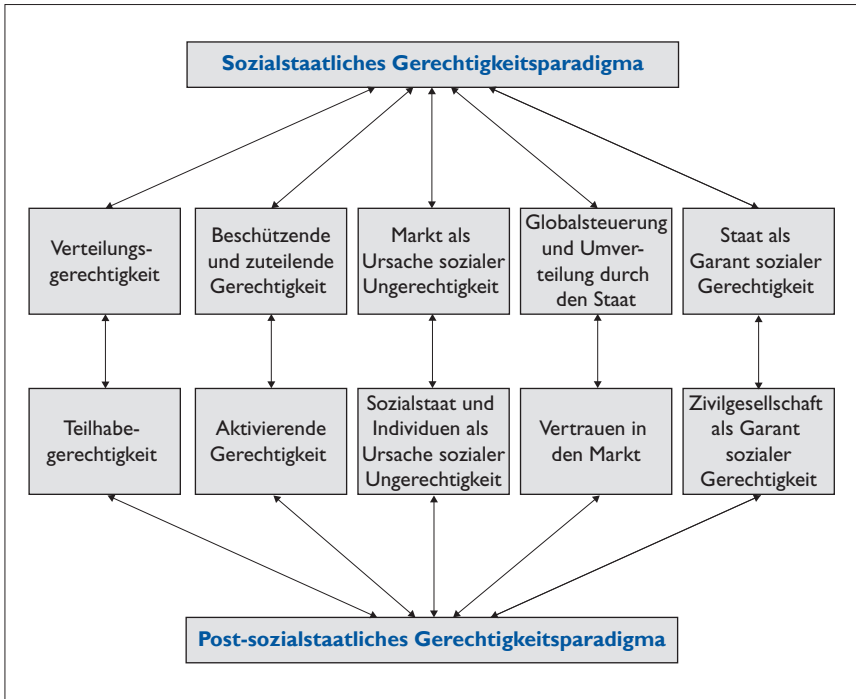 Sozialstaatliches Gerechtigkeitsparadigma
Verteilungs-
gerechtigkeit
Beschützende
und zuteilende
Gerechtigkeit
Markt als
Ursache sozialer
Ungerechtigkeit
Globalsteuerung
und Umver-
teilung durch
den Staat
Staat als
Garant sozialer
Gerechtigkeit
Teilhabe-
gerechtigkeit
Aktivierende
Gerechtigkeit
Sozialstaat und
Individuen als
Ursache sozialer
Ungerechtigkeit
Vertrauen in
den Markt
Zivilgesellschaft
als Garant
sozialer
Gerechtigkeit
Post-sozialstaatliches Gerechtigkeitsparadigma